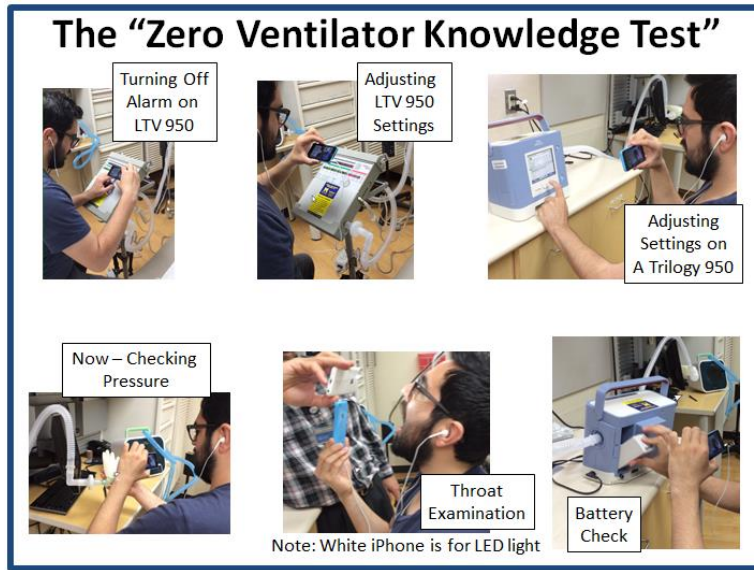 The “Zero Ventilator Knowledge Test”
Turning Off
Alarm on
LTV 950
Adjusting
LTV 950
Settings
Adjusting
Settings on
A Trilogy 950
Now – Checking
Pressure
Throat
Examination
Note: White iPhone is for LED light
Battery
Check